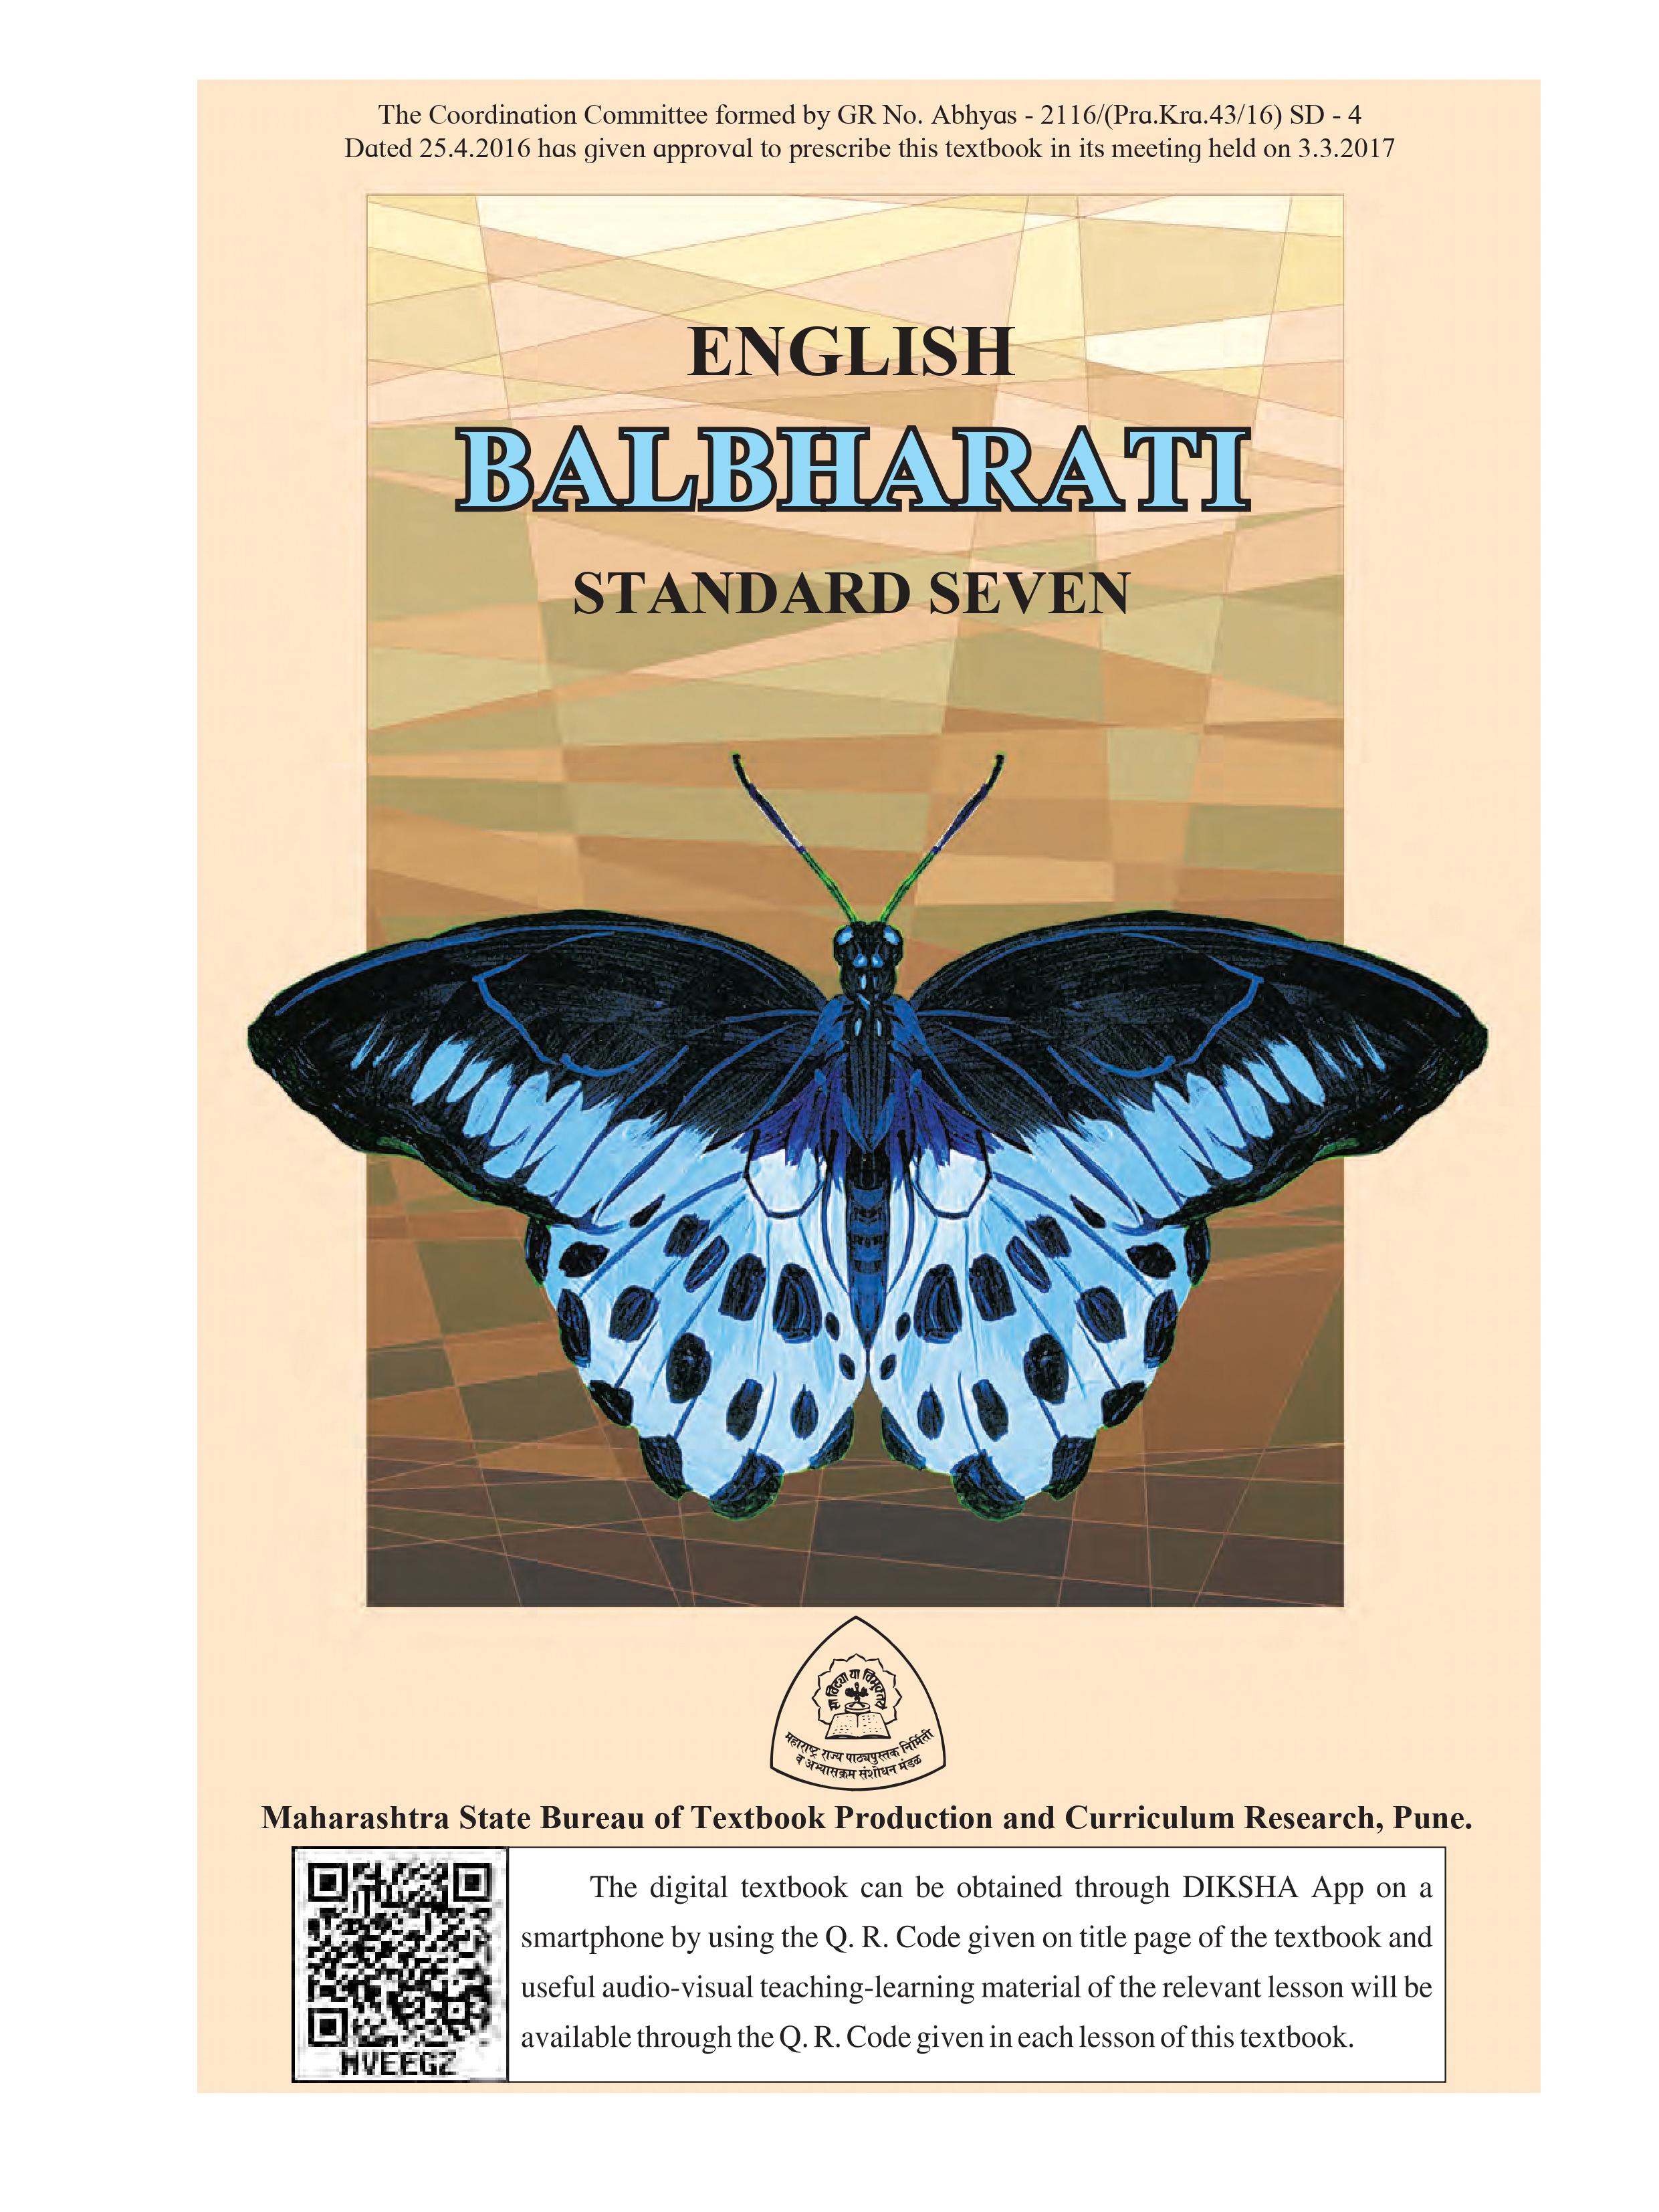 The Coordination Committee formed by GR No. Abhyas - 2116/(Pra.Kra.43/16) SD - 4
Dated 25.4.2016 has given approval to prescribe this textbook in its meeting held on 3.3.2017
ENGLISH
BALBHARATI
STANDARD SEVEN
सा विद्या या विमुक्तये
महाराष्ट्र राज्य पाठ्यपुस्तक निर्मिती
व अभ्यासक्रम संशोधन मंडळ
Maharashtra State Bureau of Textbook Production and Curriculum Research, Pune.
The digital textbook can be obtained through DIKSHA App on a
smartphone by using the Q. R. Code given on title page of the textbook and
useful audio-visual teaching-learning material of the relevant lesson will be
available through the Q. R. Code given in each lesson of this textbook.